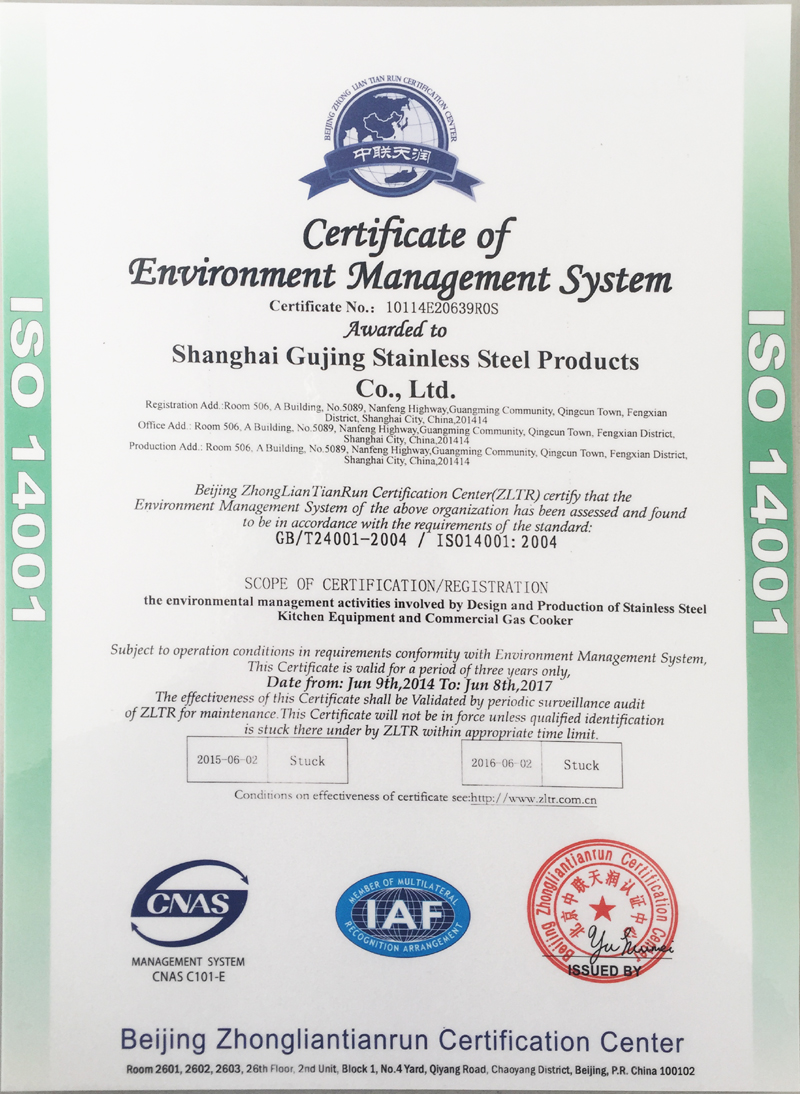 BEIJING ZHONG LIAN TIAN RUN CERTIFICATION CENTER
中联天润
Certificate of
Environment Management System
Certificate No.: 10114E20639R0S
Awarded to
Shanghai Gujing Stainless Steel Products
Co., Ltd.
Registration Add.:Room 506, A Building, No.5089, Nanfeng Highway,Guangming Community, Qingcun Town, Fengxian
District, Shanghai City, China,201414
Office Add.: Room 506, A Building, No.5089, Nanfeng Highway,Guangming Community, Qingcun Town, Fengxian District,
Shanghai City, China,201414
Production Add.: Room 506, A Building, No.5089, Nanfeng Highway,Guangming Community, Qingcun Town, Fengxian District,
Shanghai City, China,201414
Beijing ZhongLianTianRun Certification Center(ZLTR) certify that the
Environment Management System of the above organization has been assessed and found
to be in accordance with the requirements of the standard:
GB/T24001-2004 / ISO14001:2004
SCOPE OF CERTIFICATION/REGISTRATION
the environmental management activities involved by Design and Production of Stainless Steel
Kitchen Equipment and Commercial Gas Cooker
Subject to operation conditions in requirements conformity with Environment Management System,
This Certificate is valid for a period of three years only,
Date from: Jun 9th,2014 To: Jun 8th,2017
The effectiveness of this Certificate shall be Validated by periodic surveillance audit
of ZLTR for maintenance.This Certificate will not be in force unless qualified identification
is stuck there under by ZLTR within appropriate time limit.
2015-06-02 Stuck
2016-06-02 Stuck
Conditions on effectiveness of certificate see:http://www.zltr.com.cn
ISO 14001
ISO 14001
CNAS
MANAGEMENT SYSTEM
CNAS C101-E
MEMBER OF MULTILATERAL
IAF
RECOGNITION ARRANGEMENT
Beijing Zhongliantianrun Certification Center
北京中联天润认证中心
ISSUED BY
Beijing Zhongliantianrun Certification Center
Room 2601, 2602, 2603, 26th Floor, 2nd Unit, Block 1, No.4 Yard, Qiyang Road, Chaoyang District, Beijing, P.R. China 100102